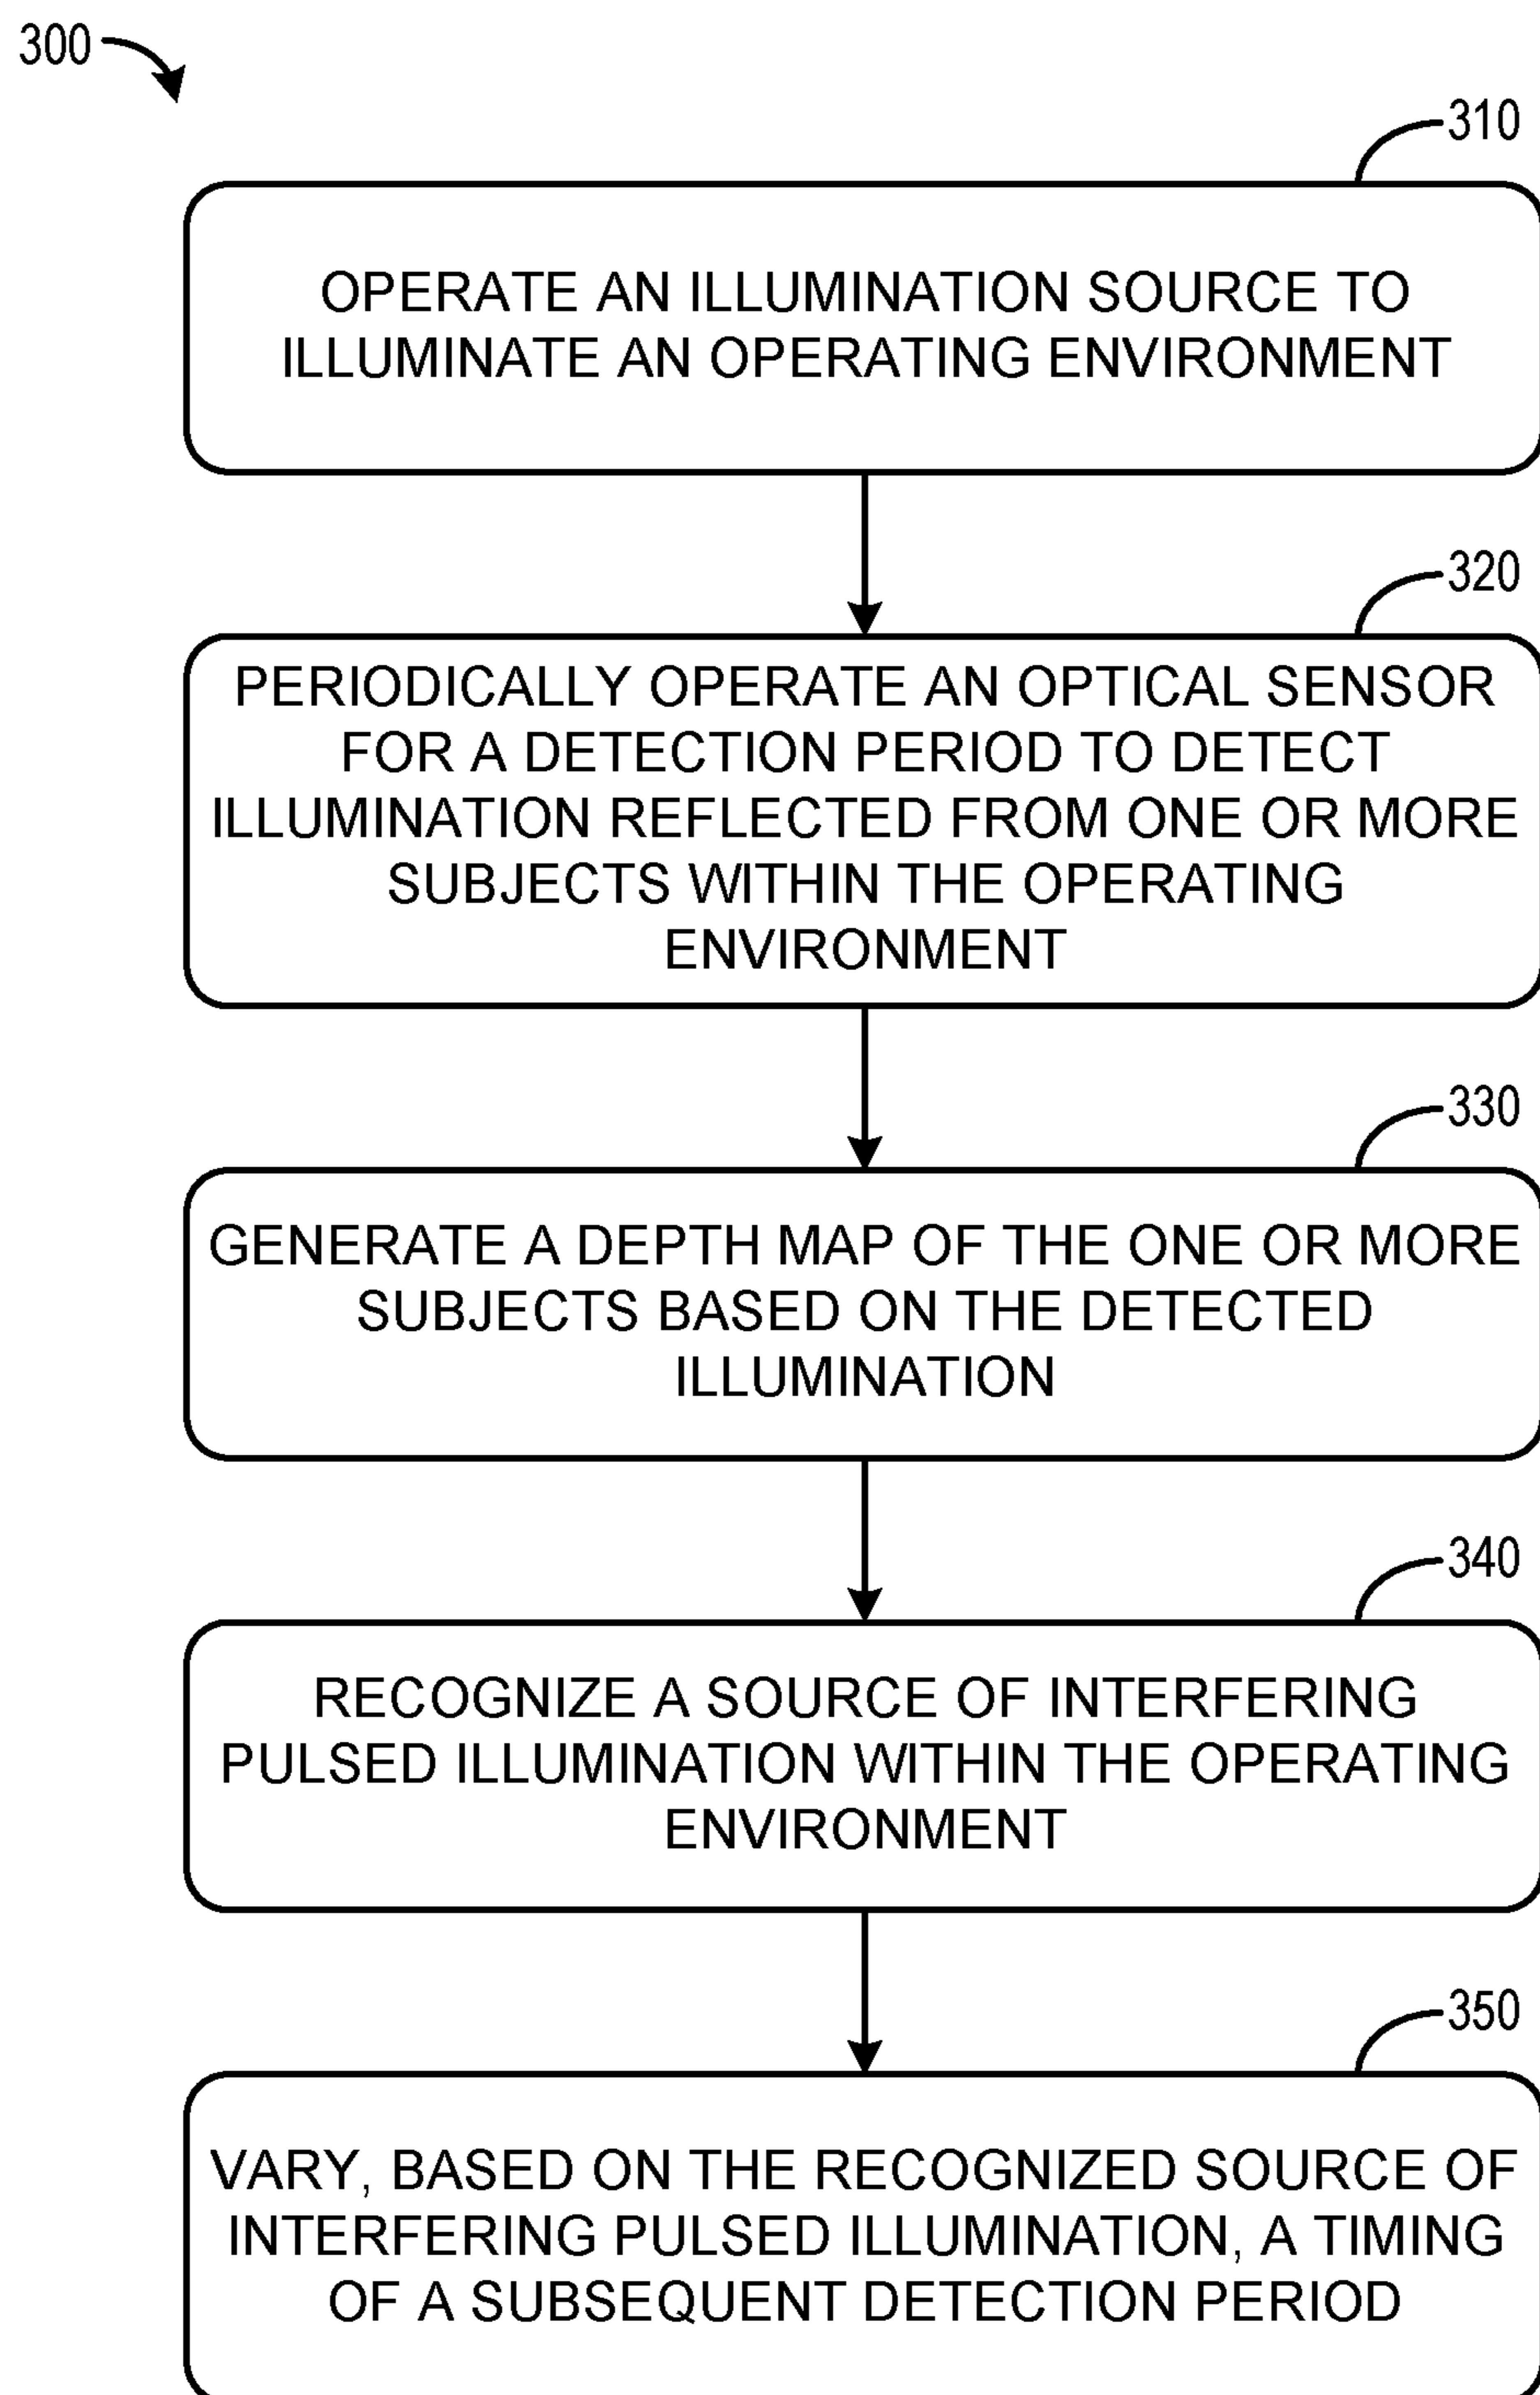 300
310
OPERATE AN ILLUMINATION SOURCE TO
ILLUMINATE AN OPERATING ENVIRONMENT
320
PERIODICALLY OPERATE AN OPTICAL SENSOR
FOR A DETECTION PERIOD TO DETECT
ILLUMINATION REFLECTED FROM ONE OR MORE
SUBJECTS WITHIN THE OPERATING
ENVIRONMENT
330
GENERATE A DEPTH MAP OF THE ONE OR MORE
SUBJECTS BASED ON THE DETECTED
ILLUMINATION
340
RECOGNIZE A SOURCE OF INTERFERING
PULSED ILLUMINATION WITHIN THE OPERATING
ENVIRONMENT
350
VARY, BASED ON THE RECOGNIZED SOURCE OF
INTERFERING PULSED ILLUMINATION, A TIMING
OF A SUBSEQUENT DETECTION PERIOD